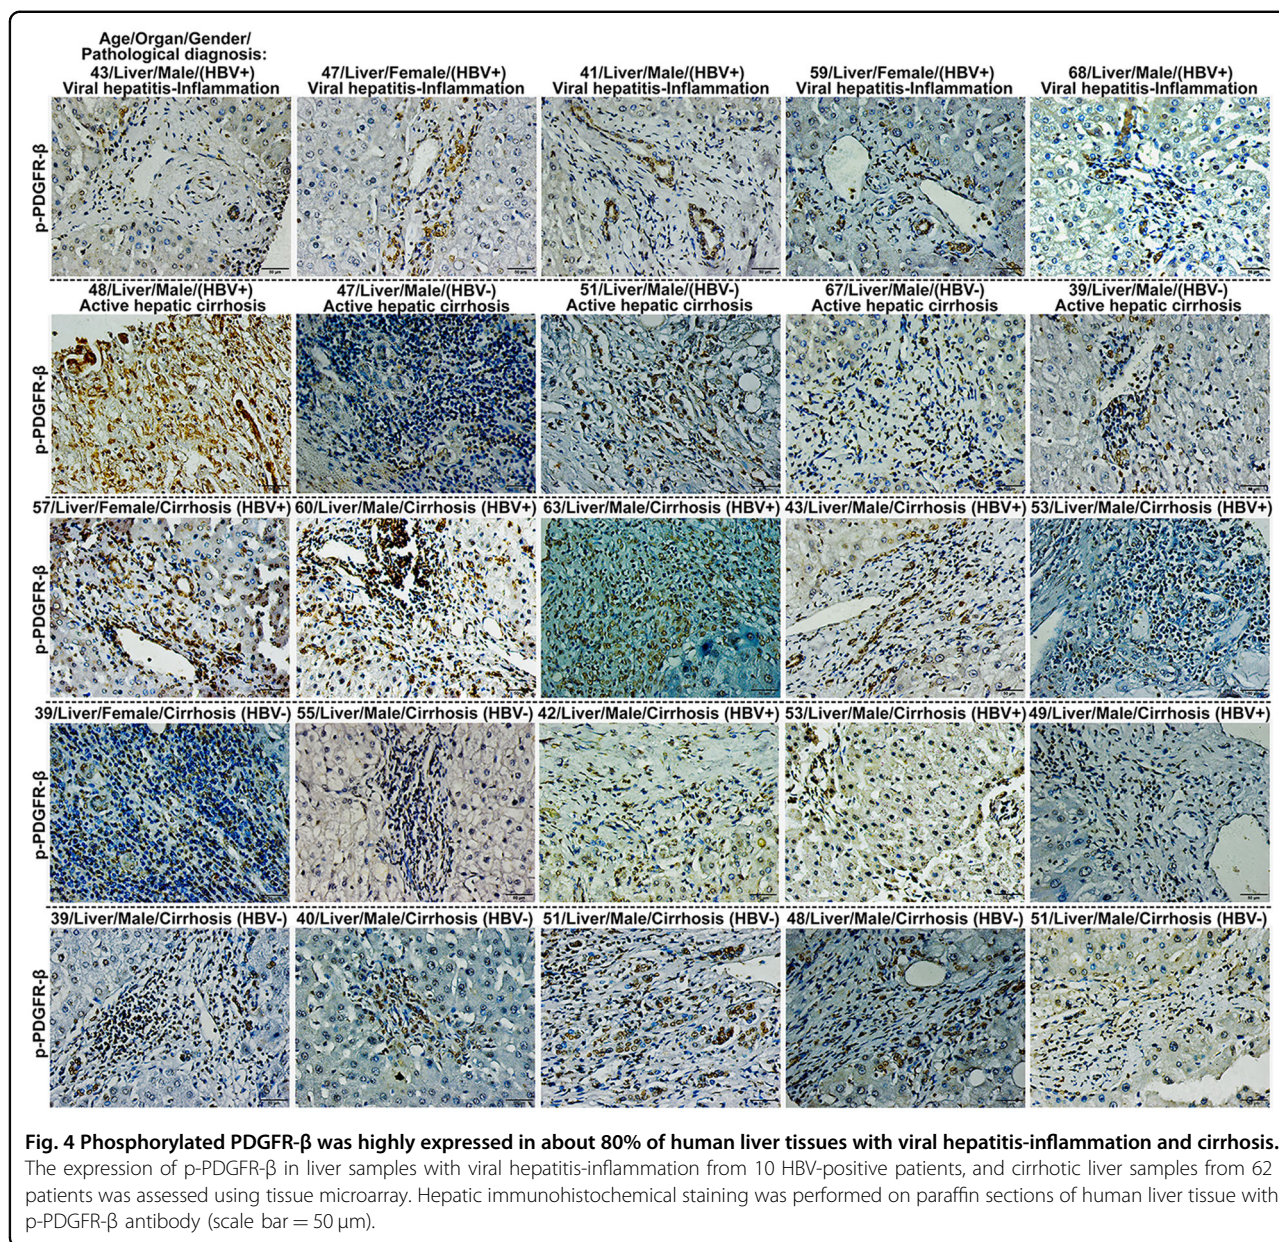 Age/Organ/Gender/
Pathological diagnosis:
43/Liver/Male/(HBV+) 47/Liver/Female/(HBV+) 41/Liver/Male/(HBV+) 59/Liver/Female/(HBV+) 68/Liver/Male/(HBV+)
Viral hepatitis-Inflammation Viral hepatitis-Inflammation Viral hepatitis-Inflammation Viral hepatitis-Inflammation Viral hepatitis-Inflammation
p-PDGFR-β
48/Liver/Male/(HBV+) 47/Liver/Male/(HBV-) 51/Liver/Male/(HBV-) 67/Liver/Male/(HBV-) 39/Liver/Male/(HBV-)
Active hepatic cirrhosis Active hepatic cirrhosis Active hepatic cirrhosis Active hepatic cirrhosis Active hepatic cirrhosis
p-PDGFR-β
57/Liver/Female/Cirrhosis (HBV+) 60/Liver/Male/Cirrhosis (HBV+) 63/Liver/Male/Cirrhosis (HBV+) 43/Liver/Male/Cirrhosis (HBV+) 53/Liver/Male/Cirrhosis (HBV+)
p-PDGFR-β
39/Liver/Female/Cirrhosis (HBV-) 55/Liver/Male/Cirrhosis (HBV-) 42/Liver/Male/Cirrhosis (HBV+) 53/Liver/Male/Cirrhosis (HBV+) 49/Liver/Male/Cirrhosis (HBV+)
p-PDGFR-β
39/Liver/Male/Cirrhosis (HBV-) 40/Liver/Male/Cirrhosis (HBV-) 51/Liver/Male/Cirrhosis (HBV-) 48/Liver/Male/Cirrhosis (HBV-) 51/Liver/Male/Cirrhosis (HBV-)
p-PDGFR-β
Fig. 4 Phosphorylated PDGFR-β was highly expressed in about 80% of human liver tissues with viral hepatitis-inflammation and cirrhosis.
The expression of p-PDGFR-β in liver samples with viral hepatitis-inflammation from 10 HBV-positive patients, and cirrhotic liver samples from 62
patients was assessed using tissue microarray. Hepatic immunohistochemical staining was performed on paraffin sections of human liver tissue with
p-PDGFR-β antibody (scale bar = 50 μm).